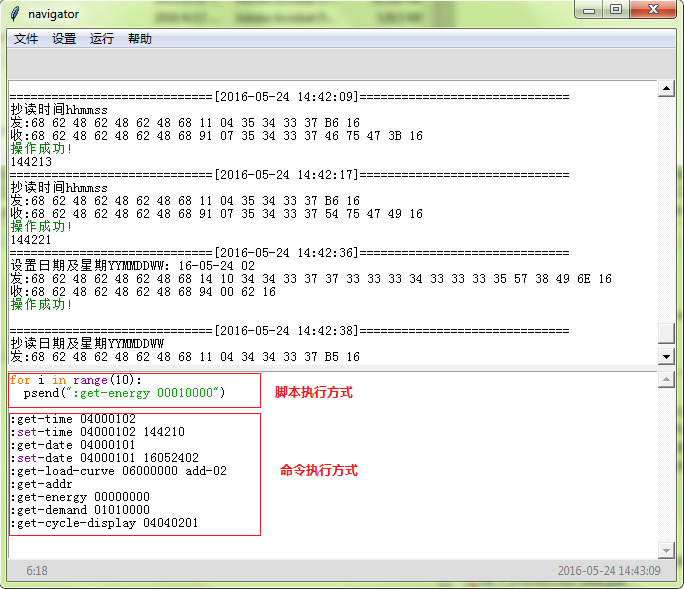 navigator
文件 设置 运行 帮助
=============================[2016-05-24 14:42:09]==============================
抄读时间hhmmss
发:68 62 48 62 48 62 48 68 11 04 35 34 33 37 B6 16
收:68 62 48 62 48 62 48 68 91 07 35 34 33 37 46 75 47 3B 16
操作成功!
144213
=============================[2016-05-24 14:42:17]==============================
抄读时间hhmmss
发:68 62 48 62 48 62 48 68 11 04 35 34 33 37 B6 16
收:68 62 48 62 48 62 48 68 91 07 35 34 33 37 54 75 47 49 16
操作成功!
144221
=============================[2016-05-24 14:42:36]==============================
设置日期及星期YYMMDDWW: 16-05-24 02
发:68 62 48 62 48 62 48 68 14 10 34 34 33 37 37 33 33 33 34 33 33 33 35 57 38 49 6E 16
收:68 62 48 62 48 62 48 68 94 00 62 16
操作成功!
=============================[2016-05-24 14:42:38]==============================
抄读日期及星期YYMMDDWW
发:68 62 48 62 48 62 48 68 11 04 34 34 33 37 B5 16
for i in range(10):
psend(":get-energy 00010000")
脚本执行方式
:get-time 04000102
:set-time 04000102 144210
:get-date 04000101
:set-date 04000101 16052402
:get-load-curve 06000000 add-02
命令执行方式
:get-addr
:get-energy 00000000
:get-demand 01010000
:get-cycle-display 04040201
6:18
2016-05-24 14:43:09